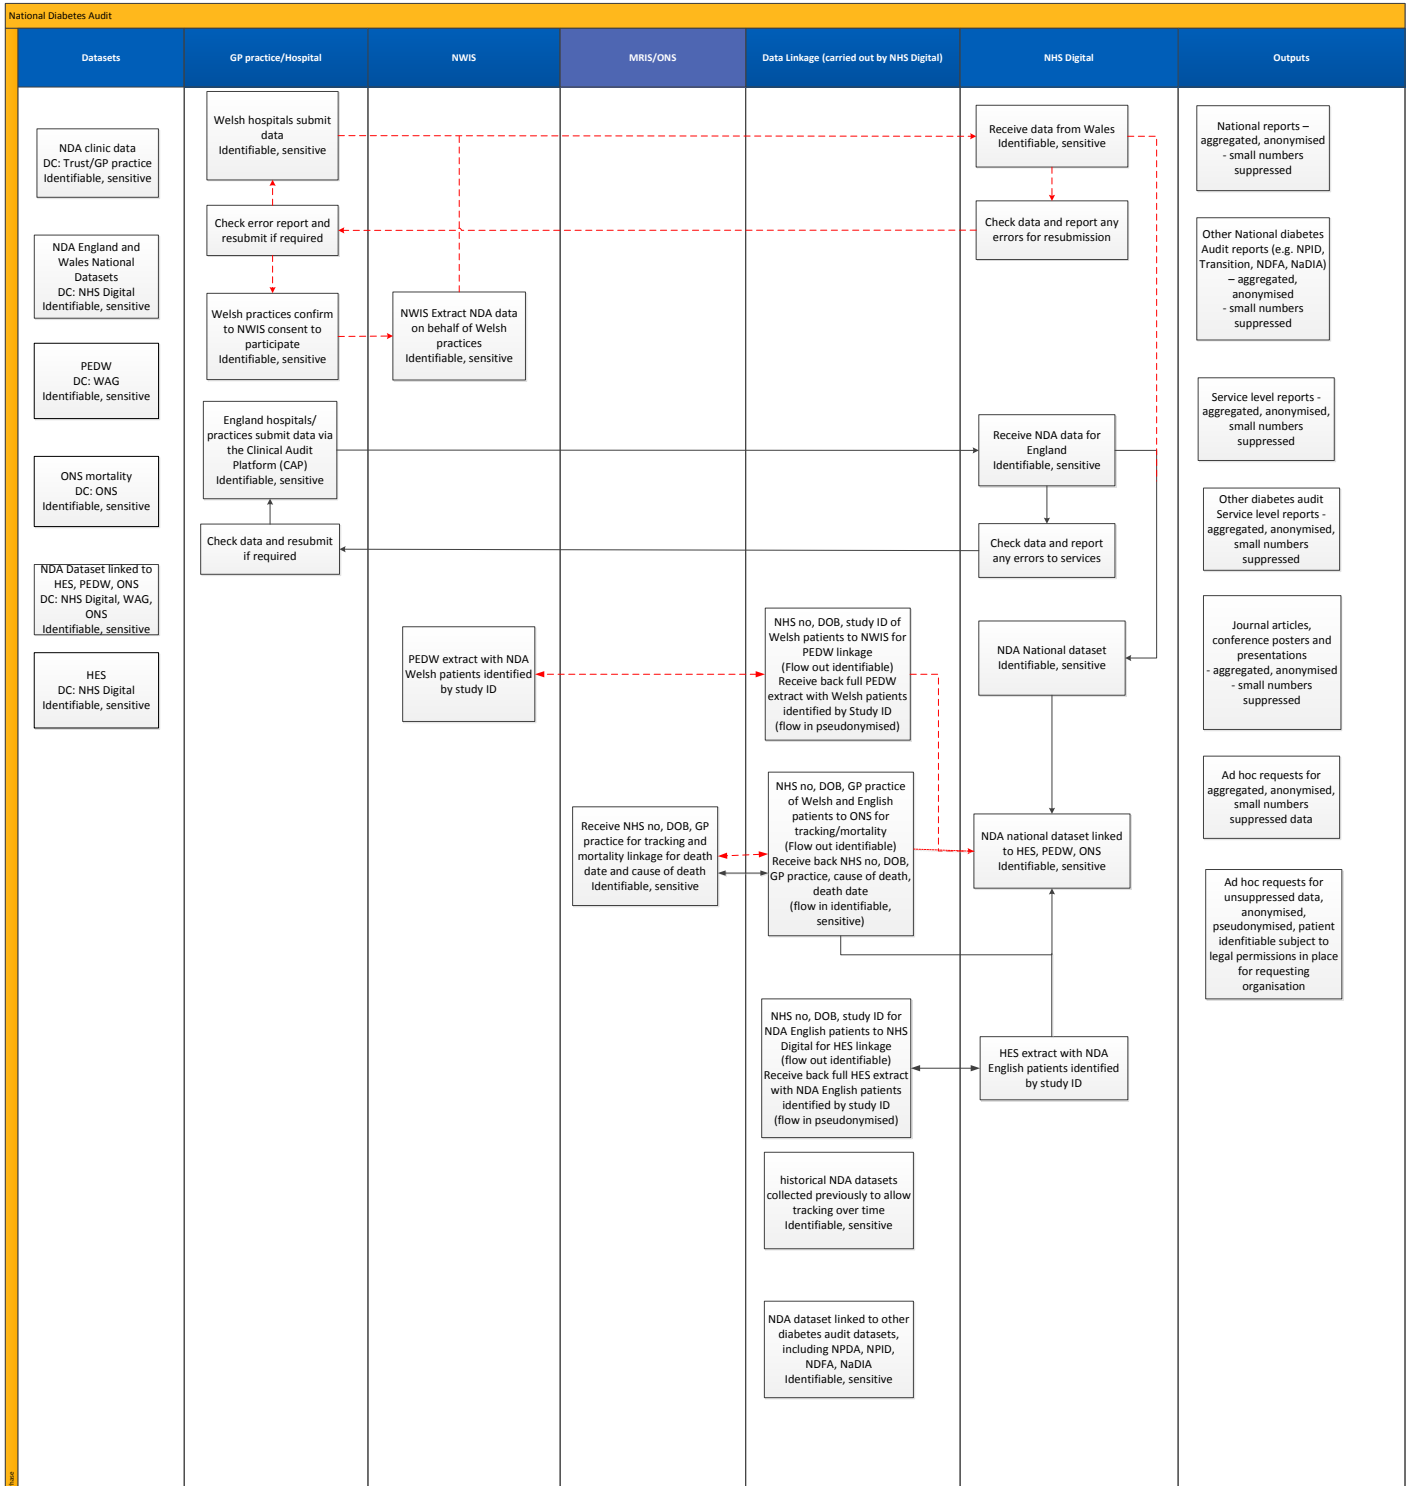 National Diabetes Audit
Datasets
GP practice/Hospital
NWIS
MRIS/ONS
Data Linkage (carried out by NHS Digital)
NHS Digital
Outputs
NDA clinic data
DC: Trust/GP practice
Identifiable, sensitive
NDA England and
Wales National
Datasets
DC: NHS Digital
Identifiable, sensitive
PEDW
DC: WAG
Identifiable, sensitive
ONS mortality
DC: ONS
Identifiable, sensitive
NDA Dataset linked to
HES, PEDW, ONS
DC: NHS Digital, WAG,
ONS
Identifiable, sensitive
HES
DC: NHS Digital
Identifiable, sensitive
Welsh hospitals submit
data
Identifiable, sensitive
Check error report and
resubmit if required
Welsh practices confirm
to NWIS consent to
participate
Identifiable, sensitive
England hospitals/
practices submit data via
the Clinical Audit
Platform (CAP)
Identifiable, sensitive
Check data and resubmit
if required
NWIS Extract NDA data
on behalf of Welsh
practices
Identifiable, sensitive
PEDW extract with NDA
Welsh patients identified
by study ID
Receive NHS no, DOB, GP
practice for tracking and
mortality linkage for death
date and cause of death
Identifiable, sensitive
NHS no, DOB, study ID of
Welsh patients to NWIS for
PEDW linkage
(Flow out identifiable)
Receive back full PEDW
extract with Welsh patients
identified by Study ID
(flow in pseudonymised)
NHS no, DOB, GP practice
of Welsh and English
patients to ONS for
tracking/mortality
(Flow out identifiable)
Receive back NHS no, DOB,
GP practice, cause of death,
death date
(flow in identifiable,
sensitive)
NHS no, DOB, study ID for
NDA English patients to NHS
Digital for HES linkage
(flow out identifiable)
Receive back full HES extract
with NDA English patients
identified by study ID
(flow in pseudonymised)
historical NDA datasets
collected previously to allow
tracking over time
Identifiable, sensitive
NDA dataset linked to other
diabetes audit datasets,
including NPDA, NPID,
NDFA, NaDIA
Identifiable, sensitive
Receive data from Wales
Identifiable, sensitive
Check data and report any
errors for resubmission
Receive NDA data for
England
Identifiable, sensitive
Check data and report
any errors to services
NDA National dataset
Identifiable, sensitive
NDA national dataset linked
to HES, PEDW, ONS
Identifiable, sensitive
HES extract with NDA
English patients identified
by study ID
National reports –
aggregated, anonymised
- small numbers
suppressed
Other National diabetes
Audit reports (e.g. NPID,
Transition, NDFA, NaDIA)
– aggregated,
anonymised
- small numbers
suppressed
Service level reports -
aggregated, anonymised,
small numbers
suppressed
Other diabetes audit
Service level reports -
aggregated, anonymised,
small numbers
suppressed
Journal articles,
conference posters and
presentations
- aggregated, anonymised
- small numbers
suppressed
Ad hoc requests for
aggregated, anonymised,
small numbers
suppressed data
Ad hoc requests for
unsuppressed data,
anonymised,
pseudonymised, patient
idenfitiable subject to
legal permissions in place
for requesting
organisation